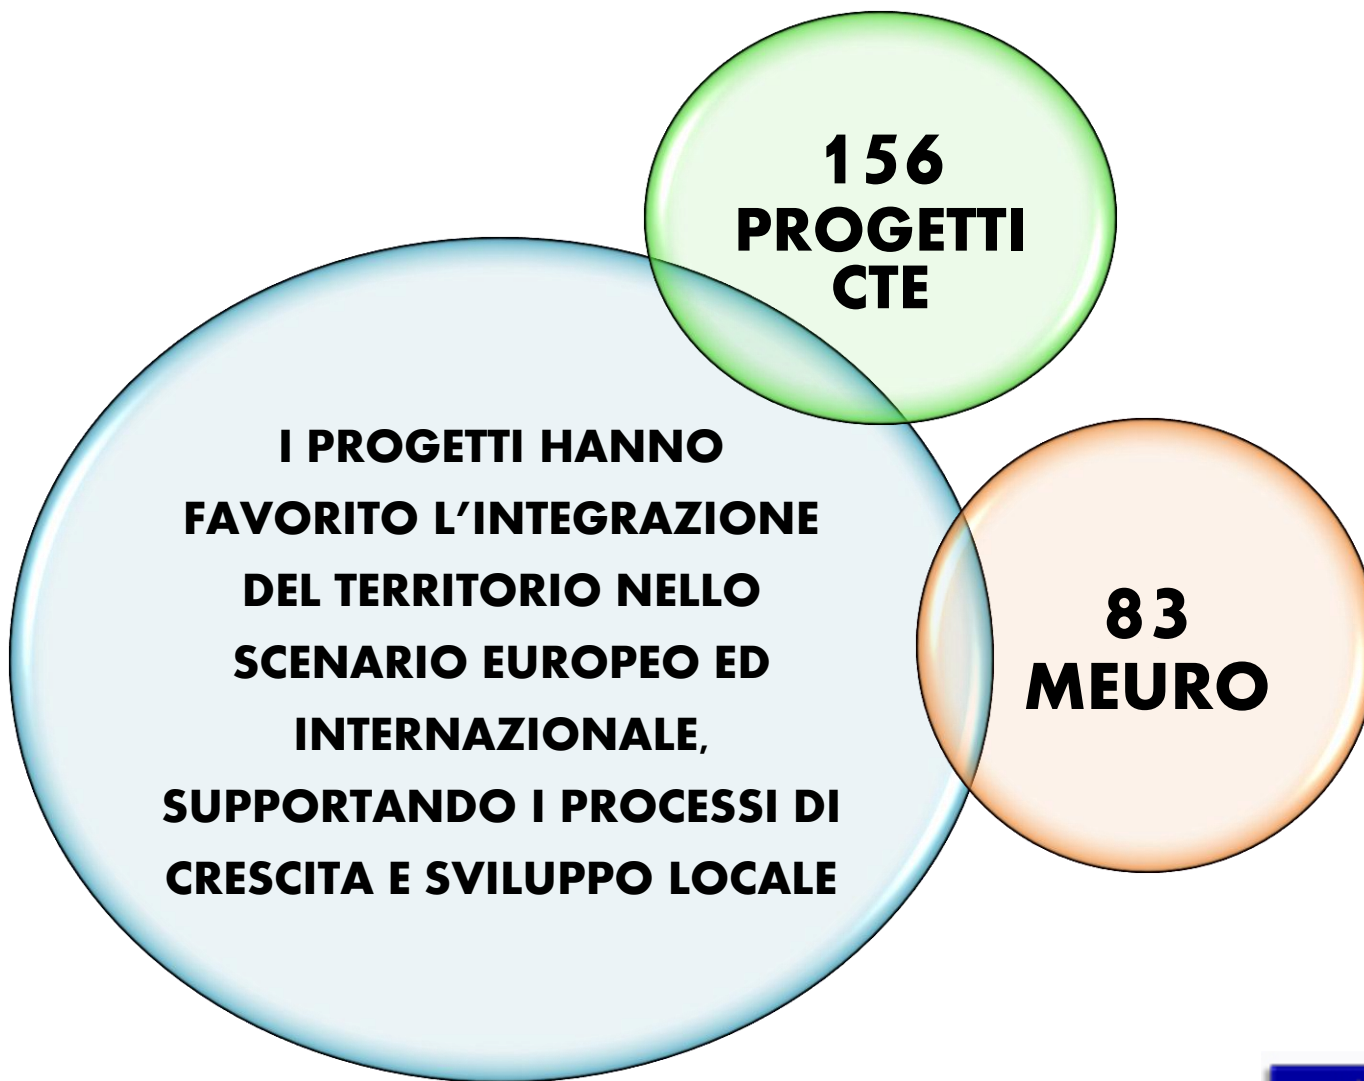 156
PROGETTI
CTE
I PROGETTI HANNO
FAVORITO L’INTEGRAZIONE
DEL TERRITORIO NELLO
SCENARIO EUROPEO ED
INTERNAZIONALE,
SUPPORTANDO I PROCESSI DI
CRESCITA E SVILUPPO LOCALE
83
MEURO